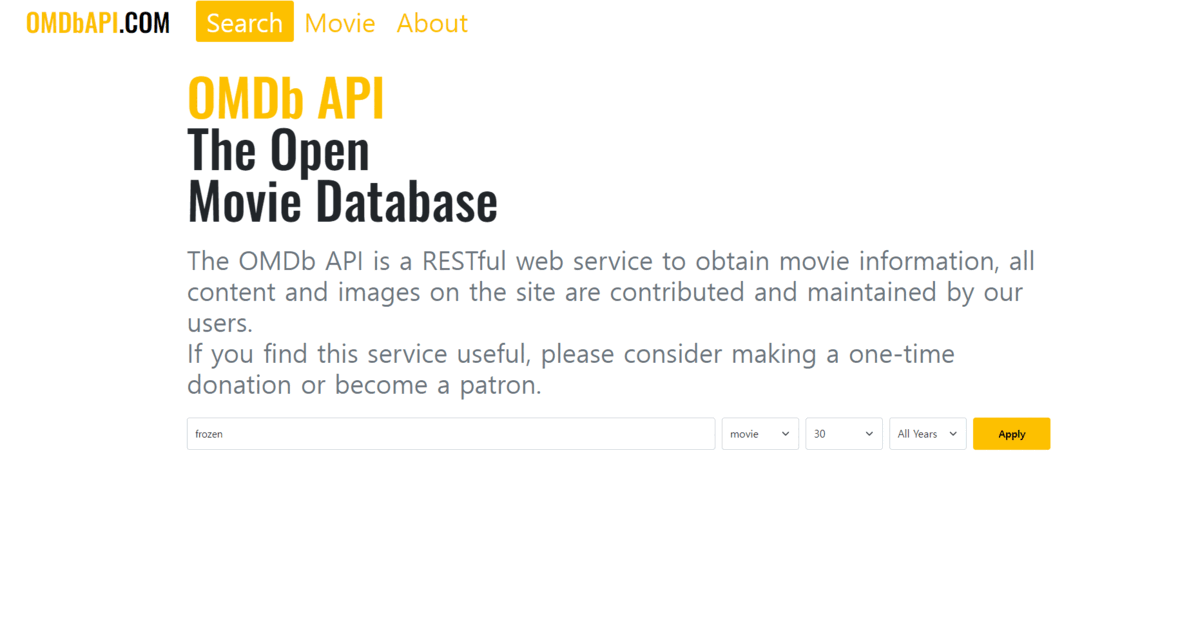 OMDbAPI.COM Search Movie About
OMDb API
The Open
Movie Database
The OMDb API is a RESTful web service to obtain movie information, all
content and images on the site are contributed and maintained by our
users.
If you find this service useful, please consider making a one-time
donation or become a patron.
frozen movie 30 All Years Apply